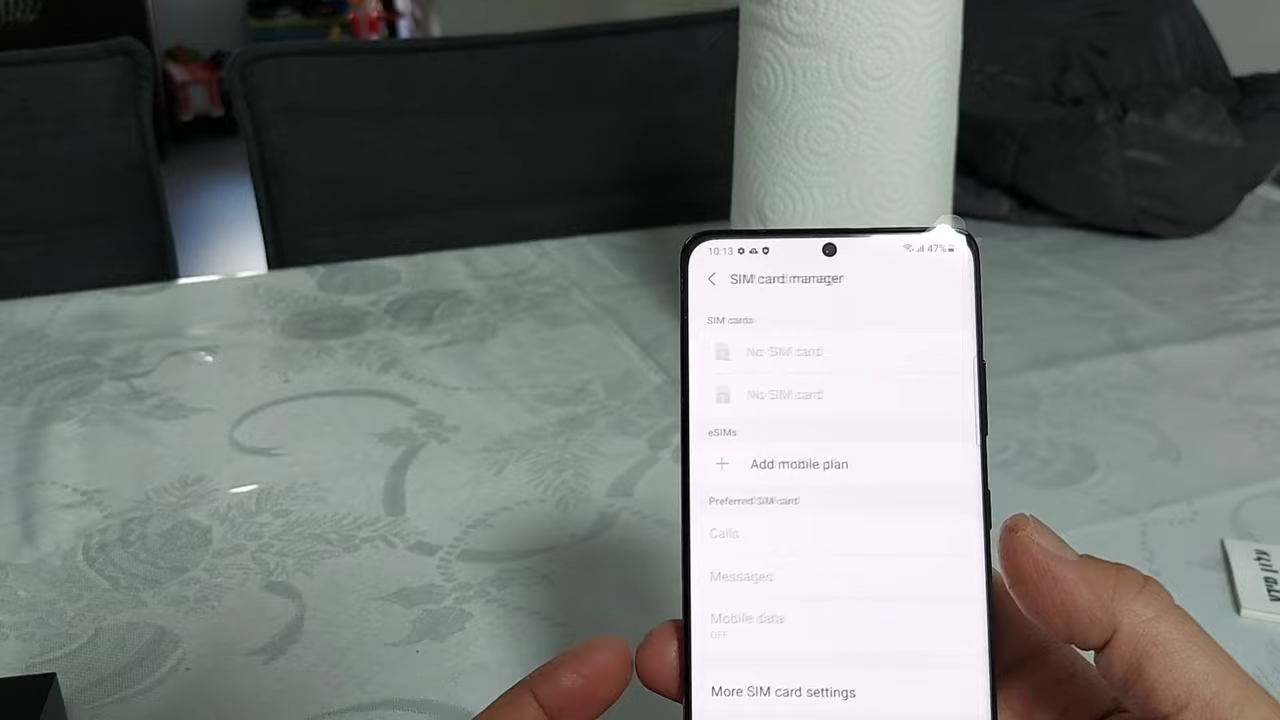 10:13
47%
SIM card manager
SIM cards
No SIM card
No SIM card
eSIMs
Add mobile plan
Preferred SIM card
Calls
Messages
Mobile data
OFF
More SIM card settings